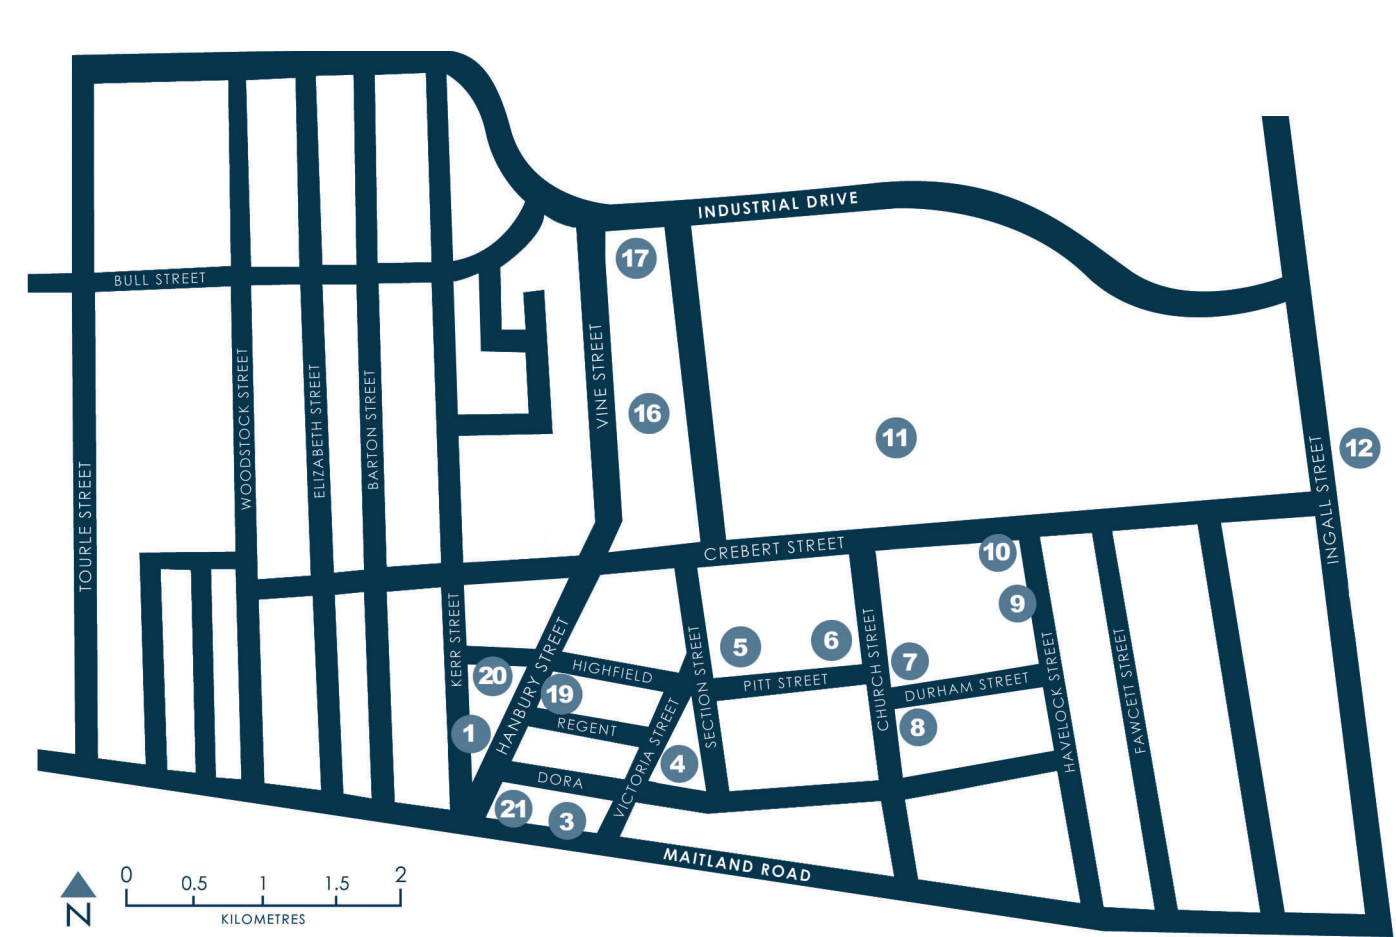 INDUSTRIAL DRIVE
17
BULL STREET
VINE STREET
WOODSTOCK STREET
ELIZABETH STREET
BARTON STREET
16
11
12
TOURLE STREET
INGALL STREET
CREBERT STREET
10
9
KERR STREET
HANBURY STREET
HIGHFIELD
SECTION STREET
5
6
CHURCH STREET
7
HAVELOCK STREET
FAWCETT STREET
20
19
PITT STREET
DURHAM STREET
1
REGENT
VICTORIA STREET
8
4
DORA
21
3
MAITLAND ROAD
N
0
0.5
1
1.5
2
KILOMETRES